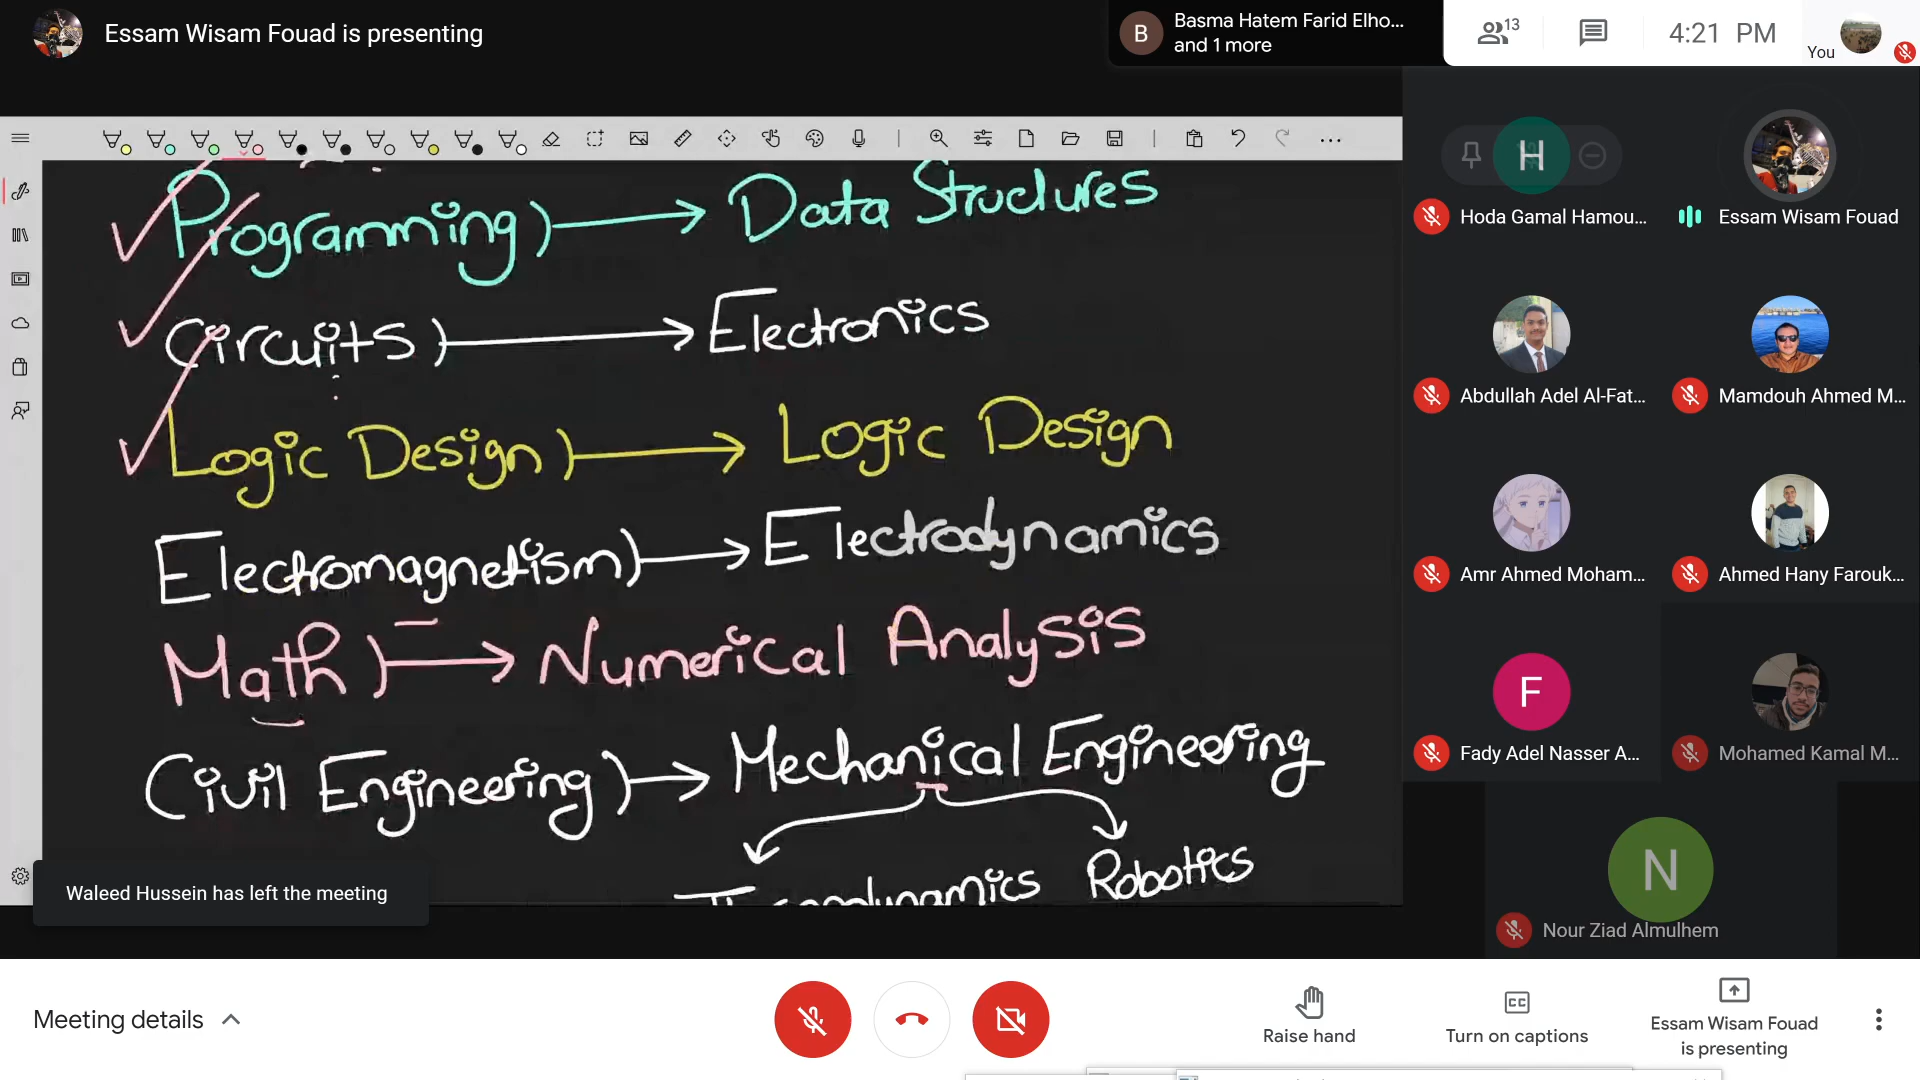 Essam Wisam Fouad is presenting
B
Basma Hatem Farid Elho...
and 1 more
13
4:21 PM
You
Programming) → Data Structures
Circuits) → Electronics
Logic Design) → Logic Design
Electromagnetism) → Electrodynamics
Math) → Numerical Analysis
Civil Engineering) → Mechanical Engineering
Robotics
H
Hoda Gamal Hamou...
Essam Wisam Fouad
Abdullah Adel Al-Fat...
Mamdouh Ahmed M...
Amr Ahmed Moham...
Ahmed Hany Farouk...
F
Fady Adel Nasser A...
Mohamed Kamal M...
N
Nour Ziad Almulhem
Waleed Hussein has left the meeting
Meeting details
Raise hand
CC
Turn on captions
Essam Wisam Fouad
is presenting